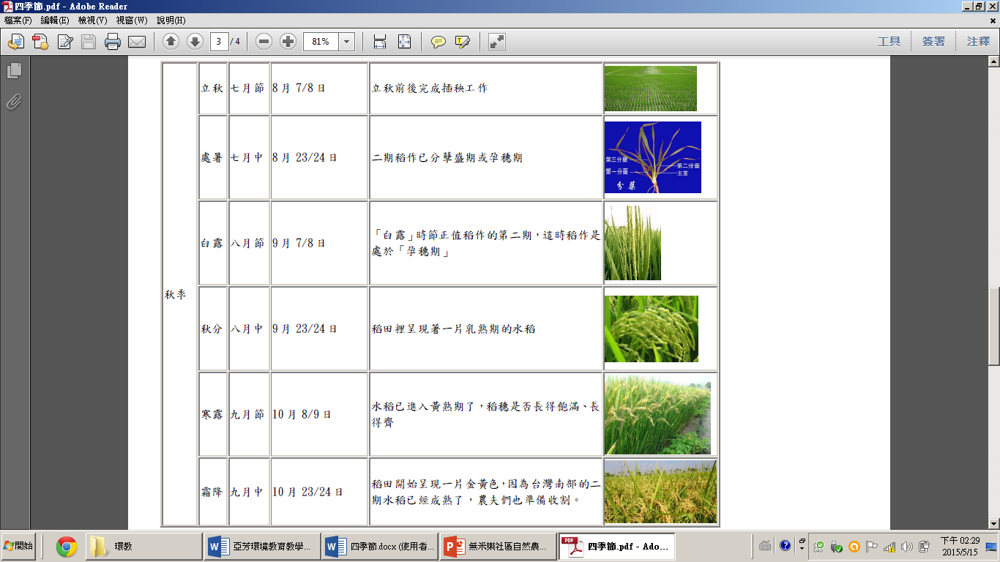 四季節.pdf - Adobe Reader
檔案(F) 編輯(E) 檢視(V) 視窗(W) 說明(H)
3 / 4 81% 工具 簽署 注釋
秋季
立秋 七月節 8月 7/8日 立秋前後完成插秧工作
處暑 七月中 8月 23/24日 二期稻作已分孽盛期或孕穗期
第三分蘗
第二分蘗
第一分蘗
主莖
分蘗
白露 八月節 9月 7/8日 「白露」時節正值稻作的第二期，這時稻作是
處於「孕穗期」
秋分 八月中 9月 23/24日 稻田裡呈現著一片乳熟期的水稻
寒露 九月節 10月 8/9日 水稻已進入黃熟期了，稻穗是否長得飽滿、長
得齊
霜降 九月中 10月 23/24日 稻田開始呈現一片金黃色，因為台灣南部的二
期水稻已經成熟了，農夫們也準備收割。
開始 環教 亞芳環境教育教學... 四季節.docx (使用者... 無米樂社區自然農... 四季節.pdf - Ado...
下午 02:29
2015/5/15